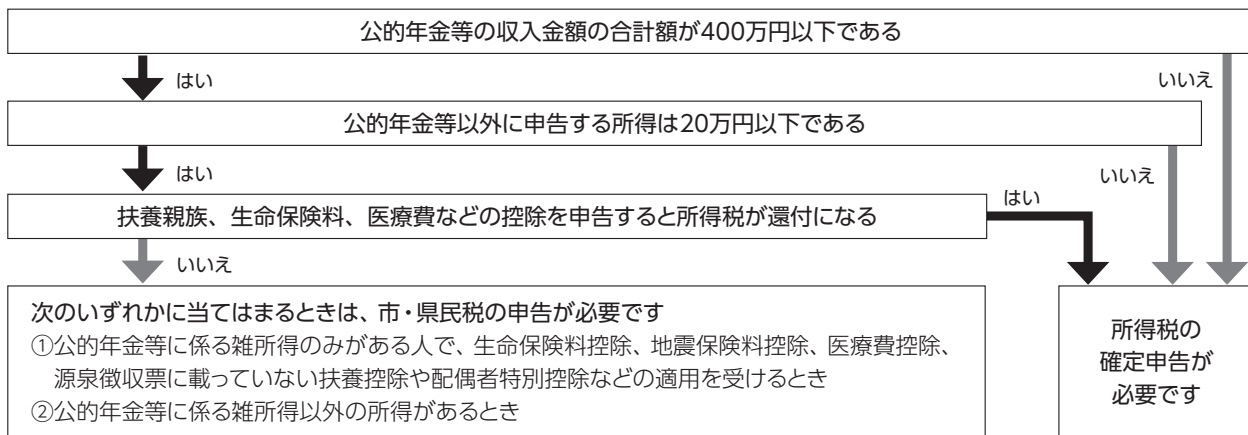 公的年金等の収入金額の合計額が400万円以下である
はい
いいえ
公的年金等以外に申告する所得は20万円以下である
はい
いいえ
扶養親族、生命保険料、医療費などの控除を申告すると所得税が還付になる
はい
いいえ
次のいずれかに当てはまるときは、市・県民税の申告が必要です
①公的年金等に係る雑所得のみがある人で、生命保険料控除、地震保険料控除、医療費控除、
源泉徴収票に載っていない扶養控除や配偶者特別控除などの適用を受けるとき
②公的年金等に係る雑所得以外の所得があるとき
所得税の
確定申告が
必要です